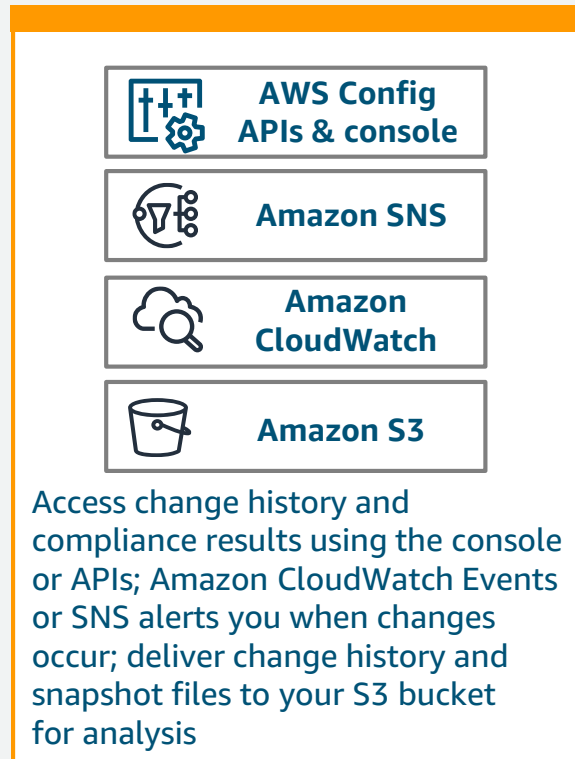 AWS Config
APIs & console
Amazon SNS
Amazon
CloudWatch
Amazon S3
Access change history and
compliance results using the console
or APIs; Amazon CloudWatch Events
or SNS alerts you when changes
occur; deliver change history and
snapshot files to your S3 bucket
for analysis